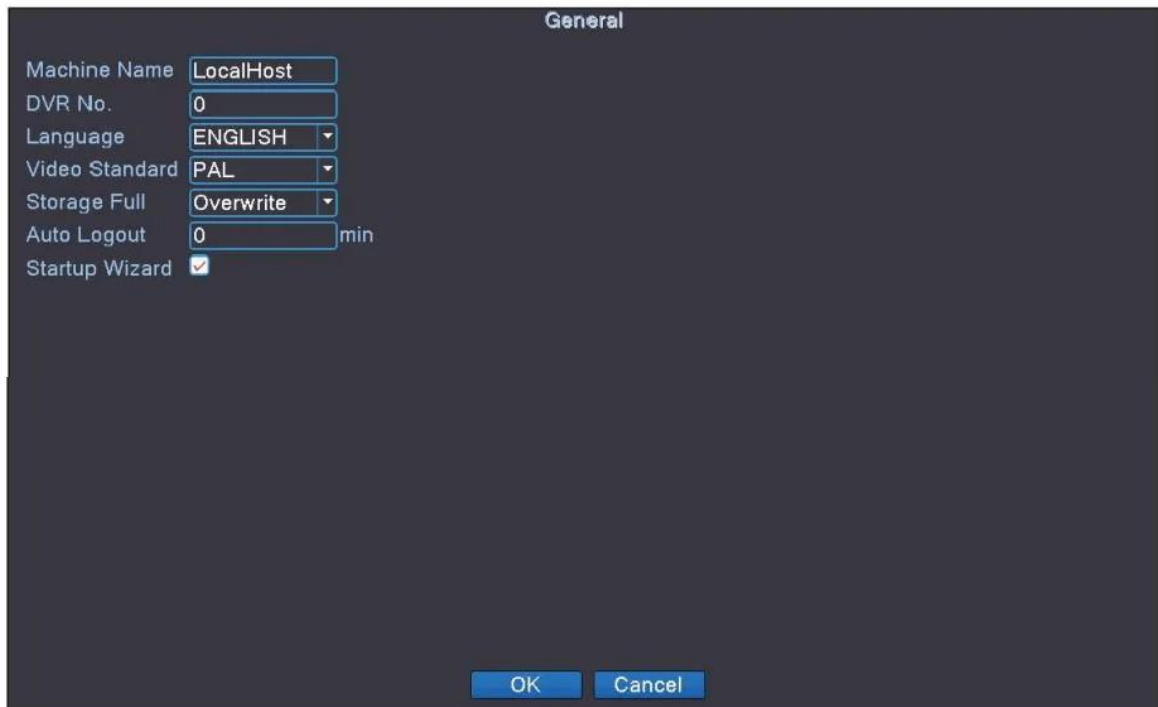 General
Machine Name LocalHost
DVR No. 0
Language ENGLISH
Video Standard PAL
Storage Full Overwrite
Auto Logout 0 min
Startup Wizard
OK Cancel